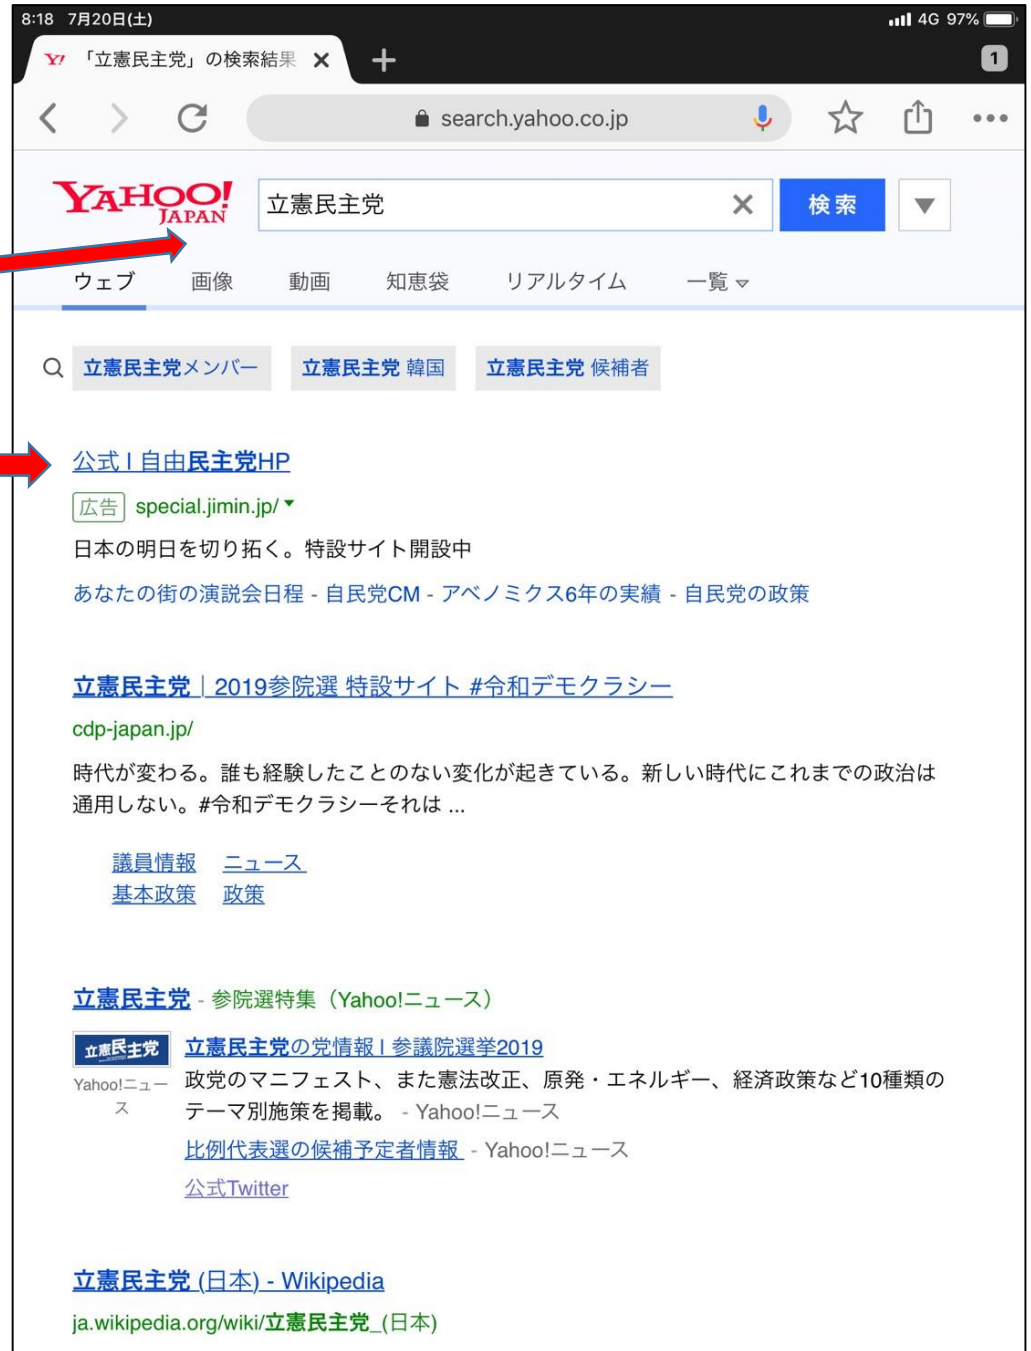 8:18 7月20日(土) 4G 97%
Y! 「立憲民主党」の検索結果 × + 1
search.yahoo.co.jp
YAHOO! JAPAN 立憲民主党 × 検索 ▼
ウェブ 画像 動画 知恵袋 リアルタイム 一覧 ▽
立憲民主党メンバー 立憲民主党 韓国 立憲民主党 候補者
公式 | 自由民主党HP
広告 special.jimin.jp/ ▼
日本の明日を切り拓く。特設サイト開設中
あなたの街の演説会日程 - 自民党CM - アベノミクス6年の実績 - 自民党の政策
立憲民主党 | 2019参院選 特設サイト #令和デモクラシー
cdp-japan.jp/
時代が変わる。誰も経験したことのない変化が起きている。新しい時代にこれまでの政治は
通用しない。#令和デモクラシーそれは ...
議員情報 ニュース
基本政策 政策
立憲民主党 - 参院選特集（Yahoo!ニュース）
立憲民主党
Yahoo!ニュー
ス
立憲民主党の党情報 | 参議院選挙2019
政党のマニフェスト、また憲法改正、原発・エネルギー、経済政策など10種類の
テーマ別施策を掲載。 - Yahoo!ニュース
比例代表選の候補予定者情報 - Yahoo!ニュース
公式Twitter
立憲民主党 (日本) - Wikipedia
ja.wikipedia.org/wiki/立憲民主党_(日本)